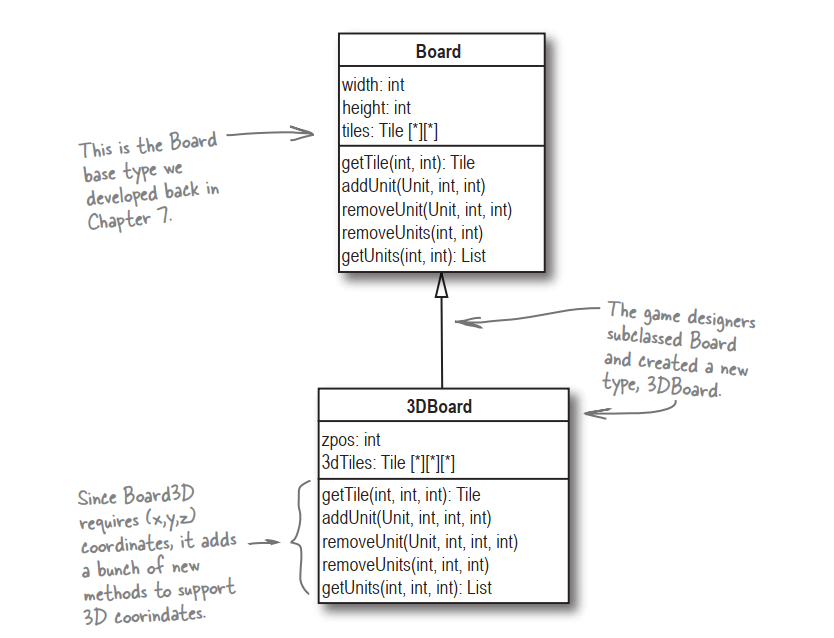 Board
width: int
height: int
tiles: Tile [*][*]
getTile(int, int): Tile
addUnit(Unit, int, int)
removeUnit(Unit, int, int)
removeUnits(int, int)
getUnits(int, int): List
This is the Board
base type we
developed back in
Chapter 7.
The game designers
subclassed Board
and created a new
type, 3DBoard.
3DBoard
zpos: int
3dTiles: Tile [*][*][*]
getTile(int, int, int): Tile
addUnit(Unit, int, int, int)
removeUnit(Unit, int, int, int)
removeUnits(int, int, int)
getUnits(int, int, int): List
Since Board3D
requires (x,y,z)
coordinates, it adds
a bunch of new
methods to support
3D coorindates.